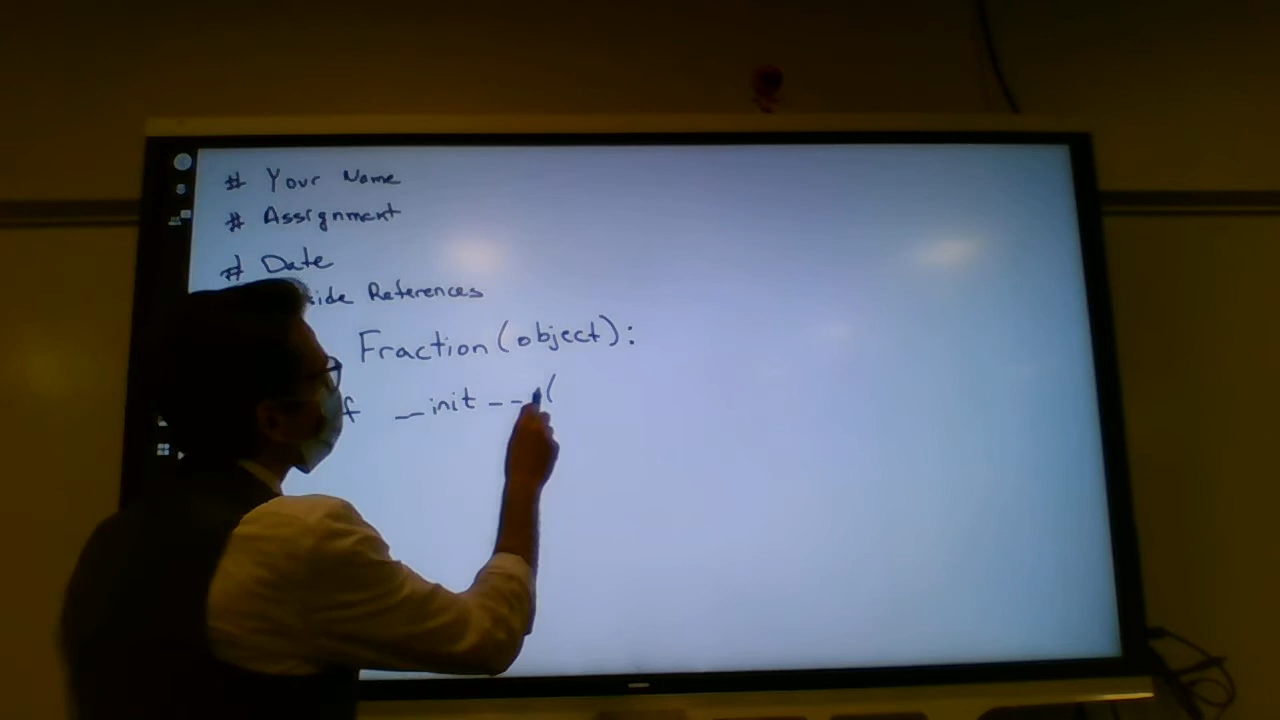 # Your Name
# Assignment
# Date
side References
Fraction(object):
f __init__(